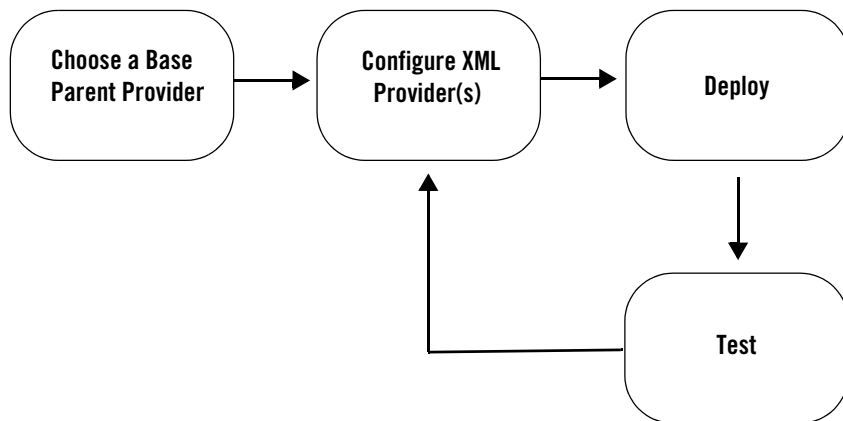 Choose a Base
Parent Provider
Configure XML
Provider(s)
Deploy
Test